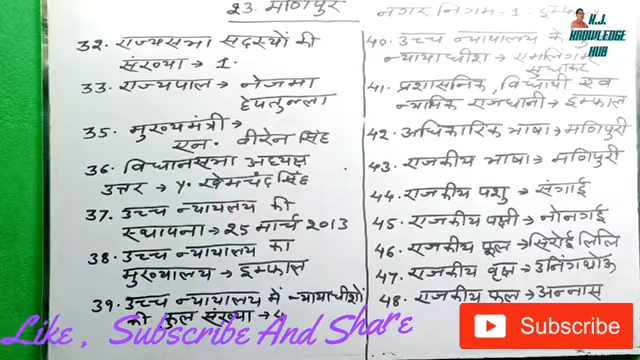 23. मणिपुर
32. राज्यसभा सदस्यों की
संख्या → 1.
33. राज्यपाल → नेजमा
हेपतुल्ला
35. मुख्यमंत्री →
एन. वीरेन सिंह
36. विधानसभा अध्यक्ष
उत्तर → Y. खेमचंद सिंह
37. उच्च न्यायलय की
स्थापना → 25 मार्च 2013
38. उच्च न्यायालय का
मुख्यालय → इम्फाल
39. उच्च न्यायालय में न्यायाधीशों
की कुल संख्या → 4
नगर निगम - 1.
40. उच्च न्यायालय के
न्यायाधीश → रामलिंगम
सुधाकर
41. प्रशासनिक, विधायी एव
न्यायिक राजधानी → इम्फाल
42. अधिकारिक भाषा → मणिपुरी
43. राजकीय भाषा → मणिपुरी
44. राजकीय पशु → संगाई
45. राजकीय पक्षी → नोनगाई
46. राजकीय फूल → सिरोई लिलि
47. राजकीय वृक्ष → उनिंगथोऊ
48. राजकीय फल → अन्नास
K.J.
KNOWLEDGE
HUB
Like , Subscribe And Share
Subscribe